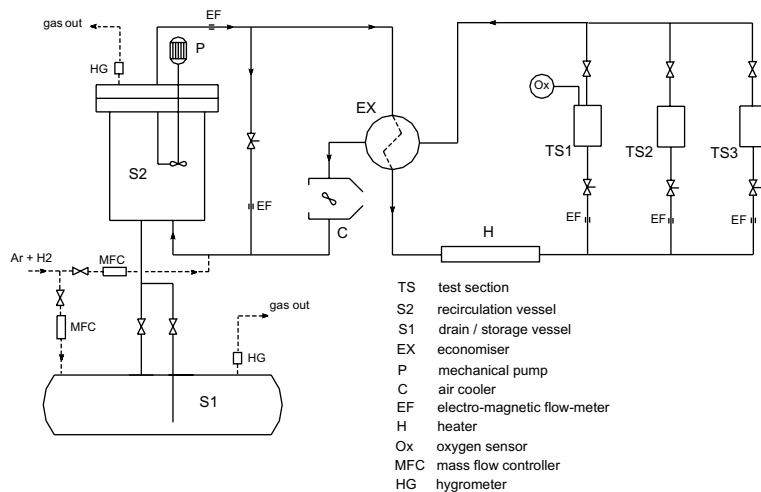 EF
gas out
P
HG
EX
Ox
S2
TS1
TS2
TS3
EF
C
EF
EF
EF
H
Ar + H2
MFC
gas out
MFC
HG
S1
TS test section
S2 recirculation vessel
S1 drain / storage vessel
EX economiser
P mechanical pump
C air cooler
EF electro-magnetic flow-meter
H heater
Ox oxygen sensor
MFC mass flow controller
HG hygrometer